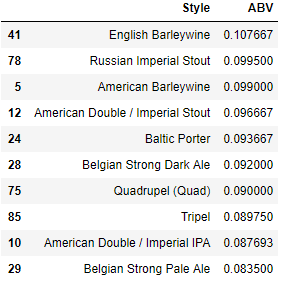 Style ABV
41 English Barleywine 0.107667
78 Russian Imperial Stout 0.099500
5 American Barleywine 0.099000
12 American Double / Imperial Stout 0.096667
24 Baltic Porter 0.093667
28 Belgian Strong Dark Ale 0.092000
75 Quadrupel (Quad) 0.090000
85 Tripel 0.089750
10 American Double / Imperial IPA 0.087693
29 Belgian Strong Pale Ale 0.083500